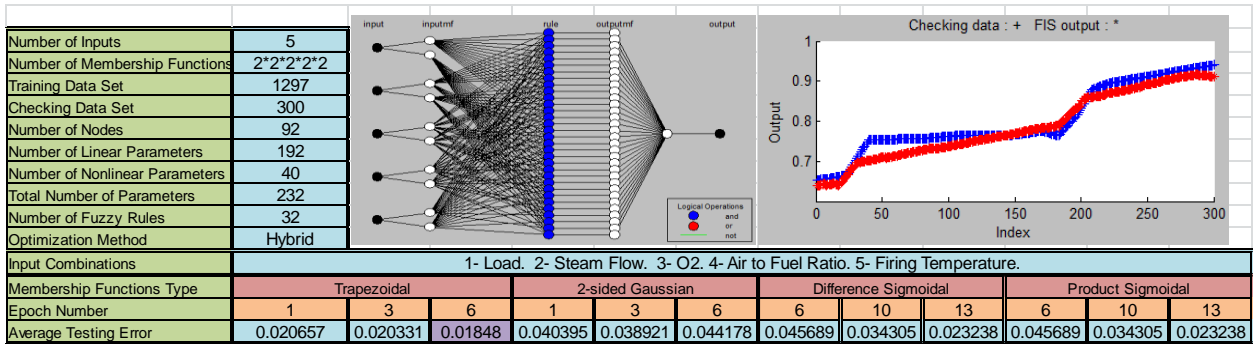 input inputmf rule outputmf output
Checking data : + FIS output : *
Number of Inputs 5
Number of Membership Functions 2*2*2*2*2
Training Data Set 1297
Checking Data Set 300
Number of Nodes 92
Number of Linear Parameters 192
Number of Nonlinear Parameters 40
Total Number of Parameters 232
Number of Fuzzy Rules 32
Optimization Method Hybrid
Logical Operations
and
or
not
1
0.9
0.8
0.7
Output
0 50 100 150 200 250 300
Index
Input Combinations 1- Load. 2- Steam Flow. 3- O2. 4- Air to Fuel Ratio. 5- Firing Temperature.
Membership Functions Type Trapezoidal 2-sided Gaussian Difference Sigmoidal Product Sigmoidal
Epoch Number 1 3 6 1 3 6 6 10 13 6 10 13
Average Testing Error 0.020657 0.020331 0.01848 0.040395 0.038921 0.044178 0.045689 0.034305 0.023238 0.045689 0.034305 0.023238